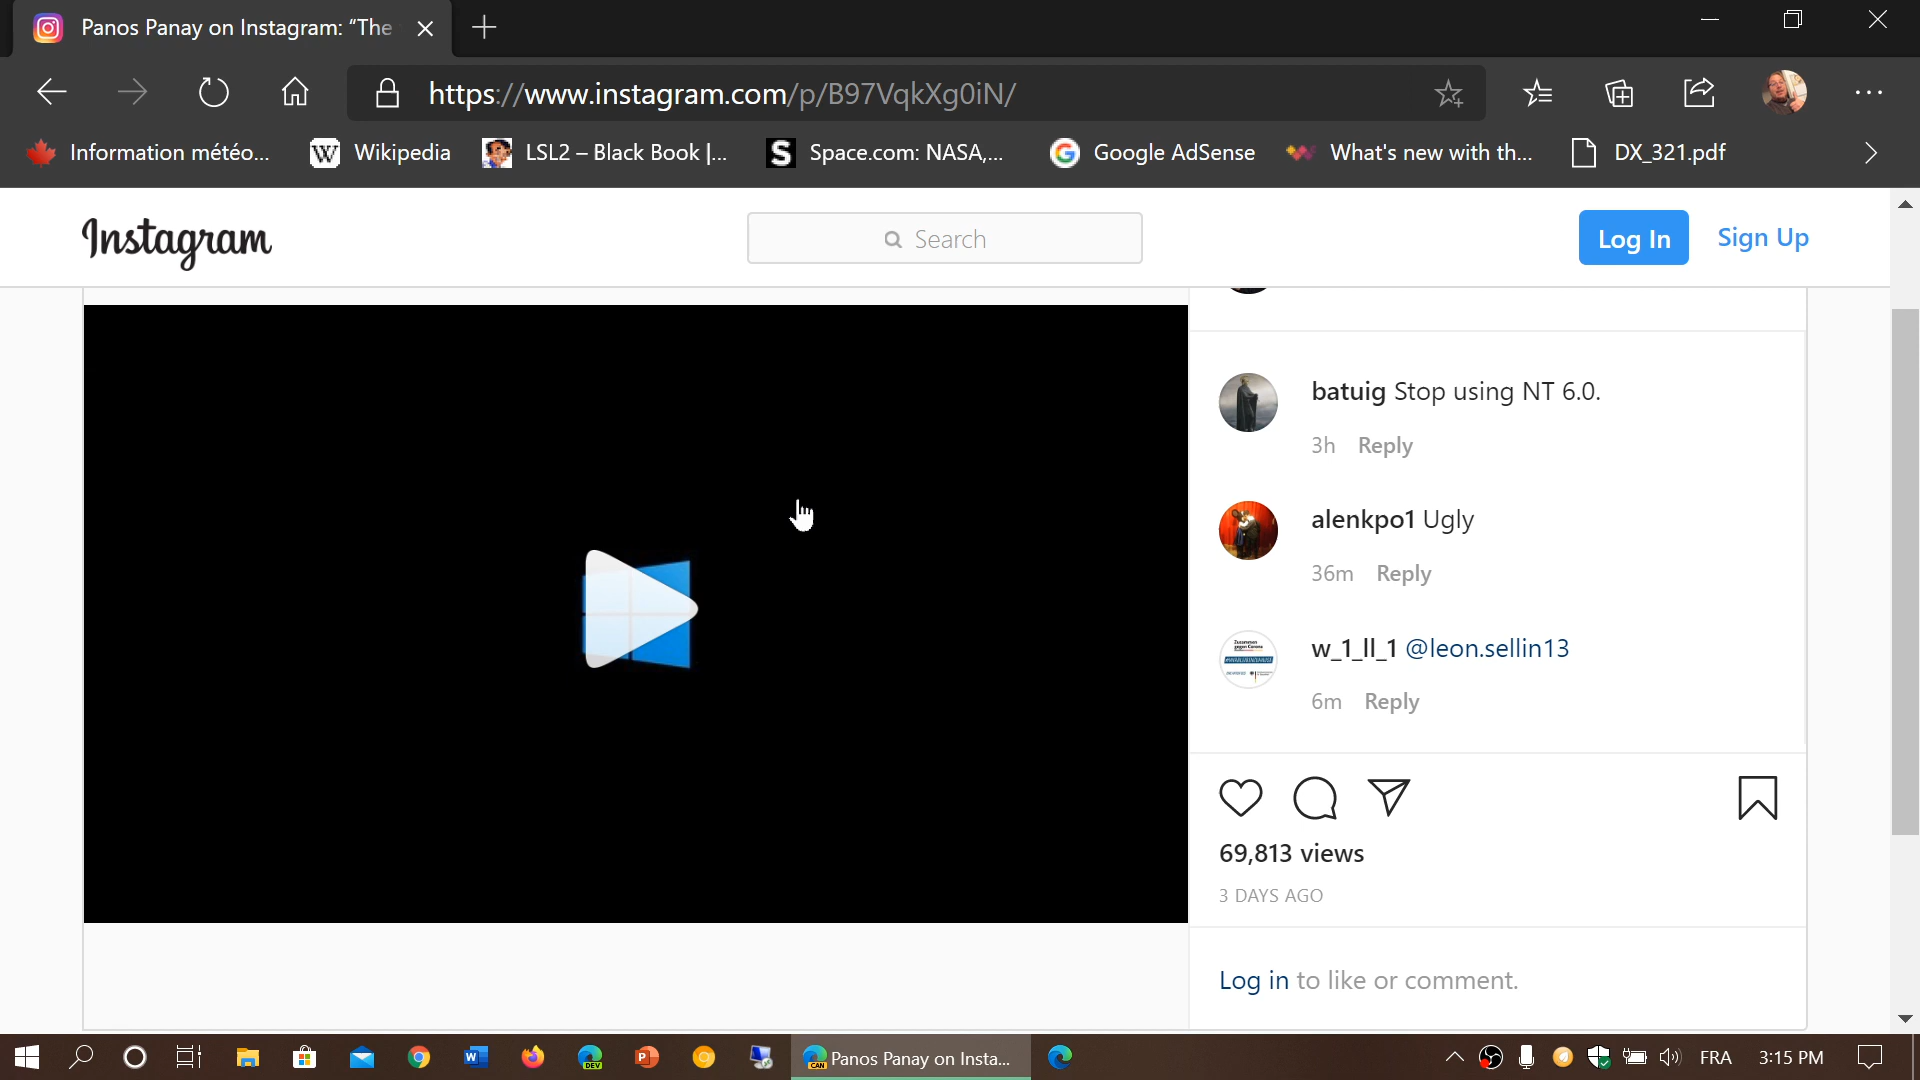 Panos Panay on Instagram: “The
https://www.instagram.com/p/B97VqkXg0iN/
Information météo...
W Wikipedia
LSL2 – Black Book |...
S Space.com: NASA,...
G Google AdSense
What's new with th...
DX_321.pdf
Instagram
Search
Log In
Sign Up
batuig Stop using NT 6.0.
3h Reply
alenkpo1 Ugly
36m Reply
w_1_ll_1 @leon.sellin13
6m Reply
69,813 views
3 DAYS AGO
Log in to like or comment.
W
DEV
P
CAN
Panos Panay on Insta...
FRA
3:15 PM